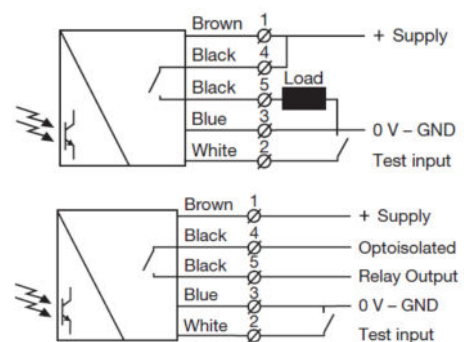 Brown 1 + Supply
Black 4
Black 5 Load
Blue 3 0 V – GND
White 2 Test input
Brown 1 + Supply
Black 4 Optoisolated
Black 5 Relay Output
Blue 3 0 V – GND
White 2 Test input